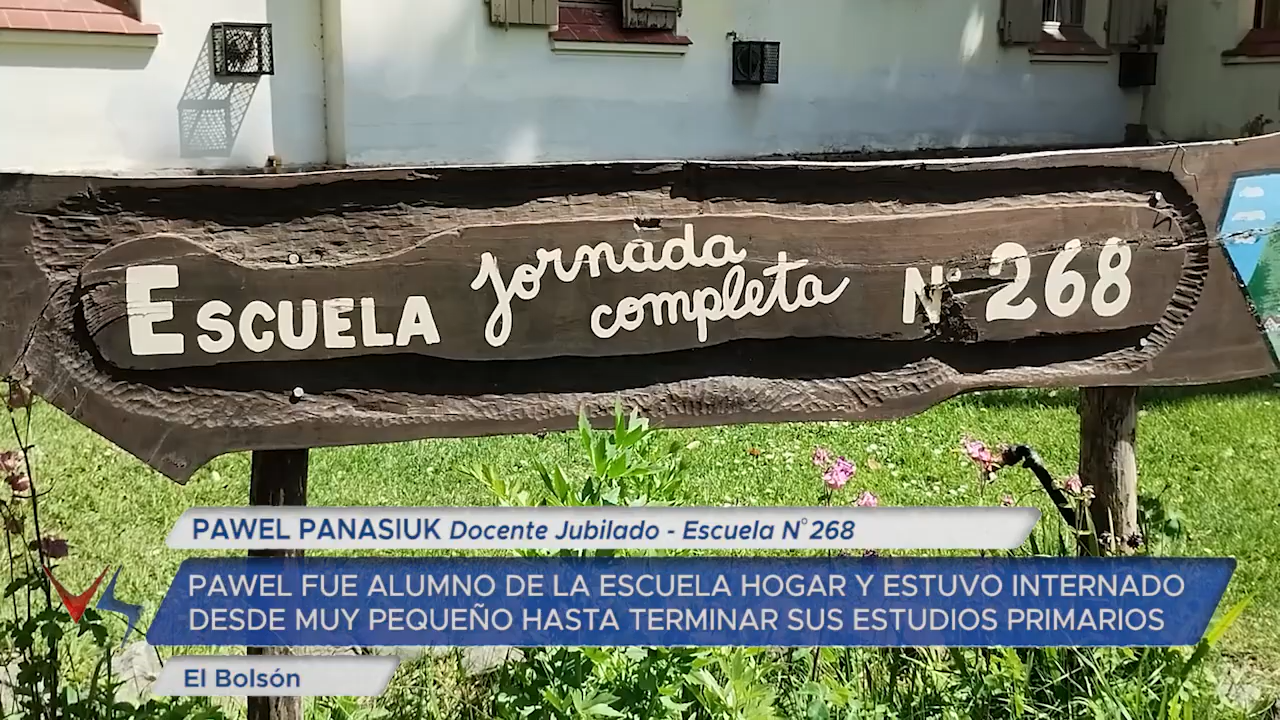 ESCUELA Jornada completa N° 268
PAWEL PANASIUK Docente Jubilado - Escuela N°268
PAWEL FUE ALUMNO DE LA ESCUELA HOGAR Y ESTUVO INTERNADO
DESDE MUY PEQUEÑO HASTA TERMINAR SUS ESTUDIOS PRIMARIOS
El Bolsón